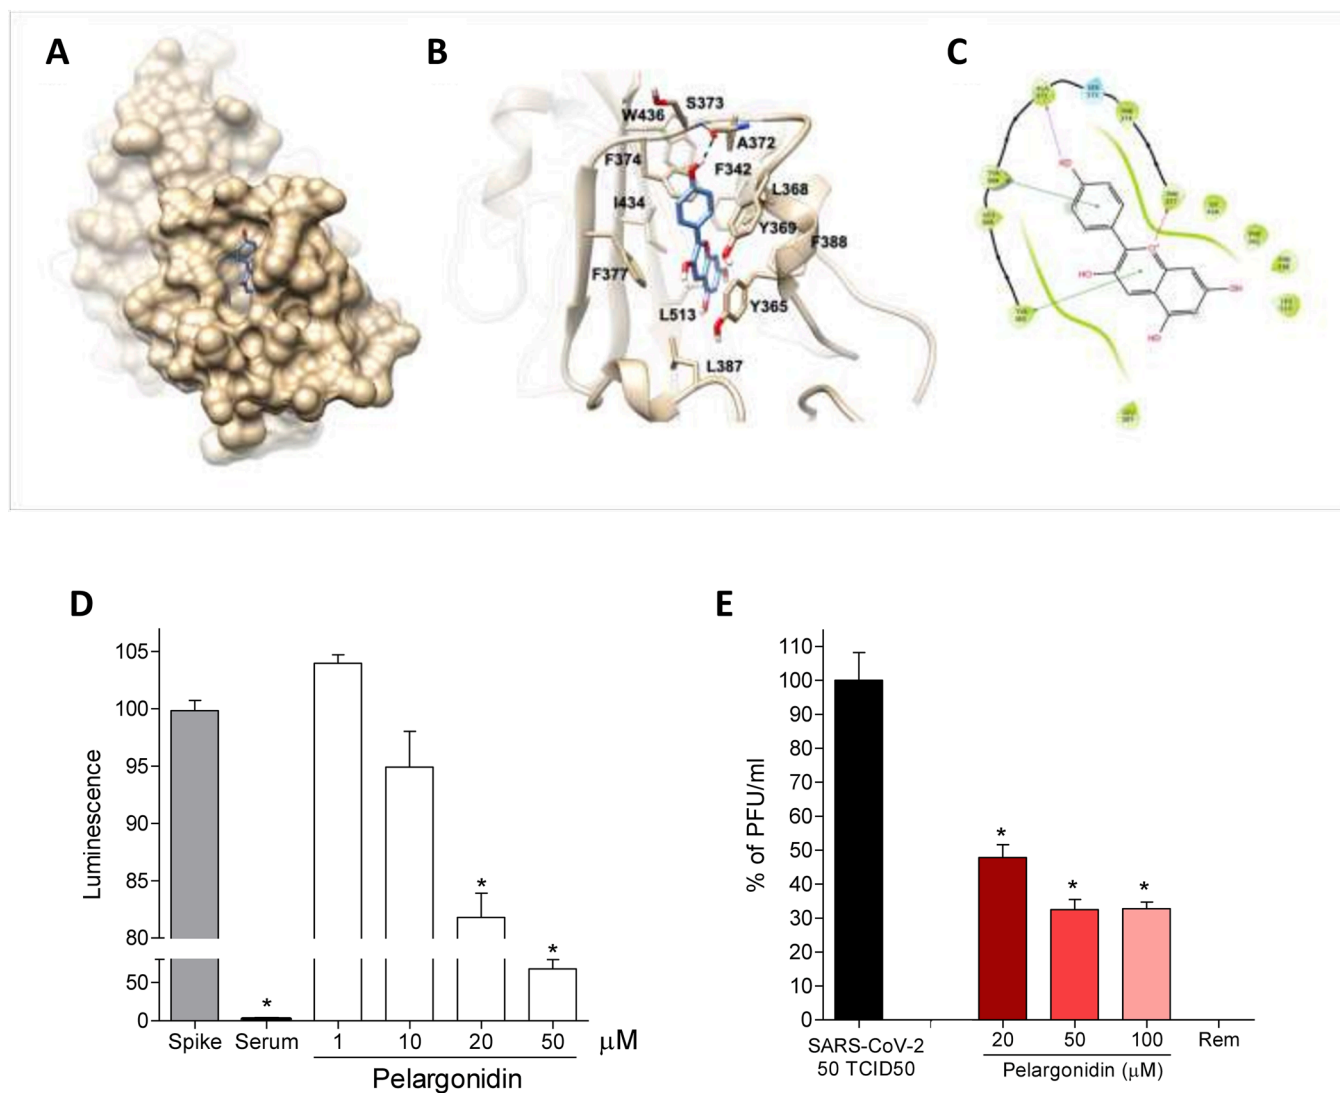 A
B
C
S373
W436
A372
F374
F342
L368
I434
Y369
F388
F377
L513
Y365
L387
HO
HO
OH
HO
D
E
Luminescence
105
100
95
90
85
80
50
0
Spike
Serum
1
10
20
50
μM
Pelargonidin
*
*
*
% of PFU/ml
110
100
90
80
70
60
50
40
30
20
10
0
*
*
*
SARS-CoV-2
50 TCID50
20
50
100
Rem
Pelargonidin (μM)